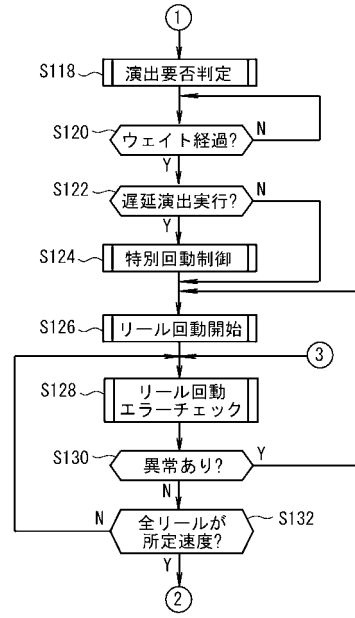 1
S118
演出要否判定
S120
ウェイト経過?
N
Y
S122
遅延演出実行?
N
Y
S124
特別回動制御
S126
リール回動開始
3
S128
リール回動
エラーチェック
S130
異常あり?
Y
N
S132
全リールが
所定速度?
N
Y
2